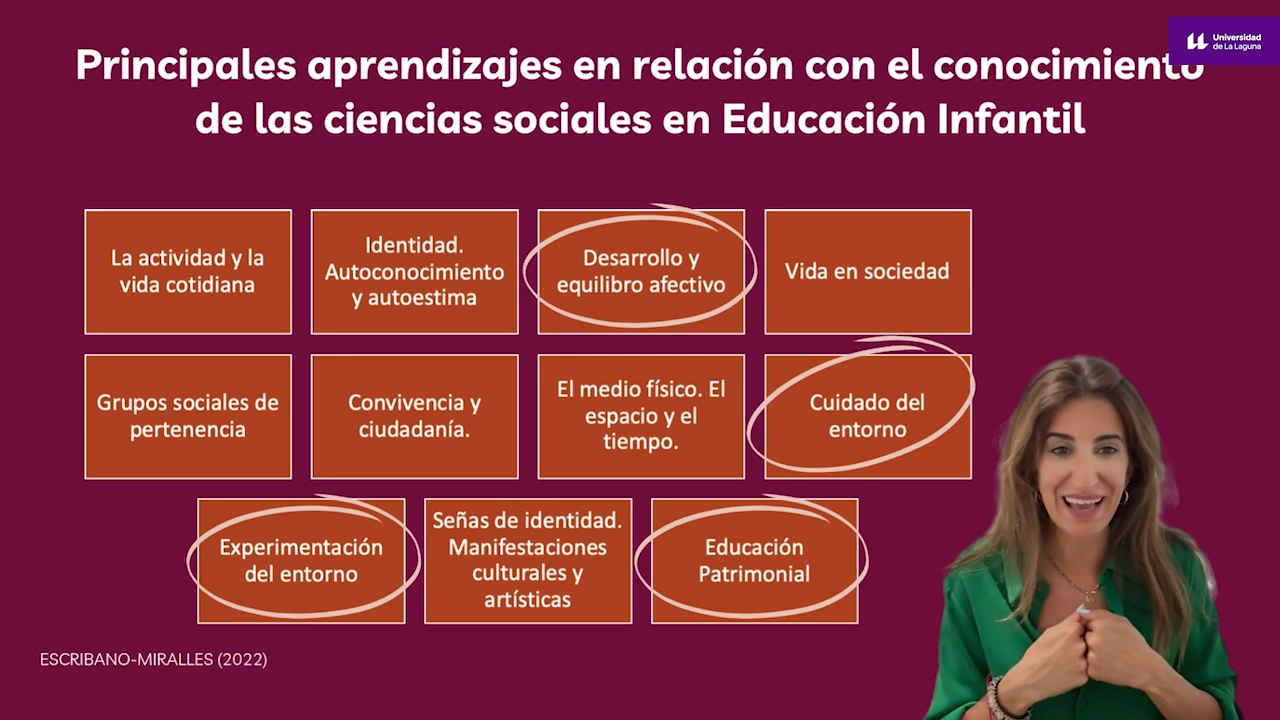 Universidad
de La Laguna
Principales aprendizajes en relación con el conocimiento
de las ciencias sociales en Educación Infantil
La actividad y la
vida cotidiana
Identidad.
Autoconocimiento
y autoestima
Desarrollo y
equilibro afectivo
Vida en sociedad
Grupos sociales de
pertenencia
Convivencia y
ciudadanía.
El medio físico. El
espacio y el
tiempo.
Cuidado del
entorno
Experimentación
del entorno
Señas de identidad.
Manifestaciones
culturales y
artísticas
Educación
Patrimonial
ESCRIBANO-MIRALLES (2022)